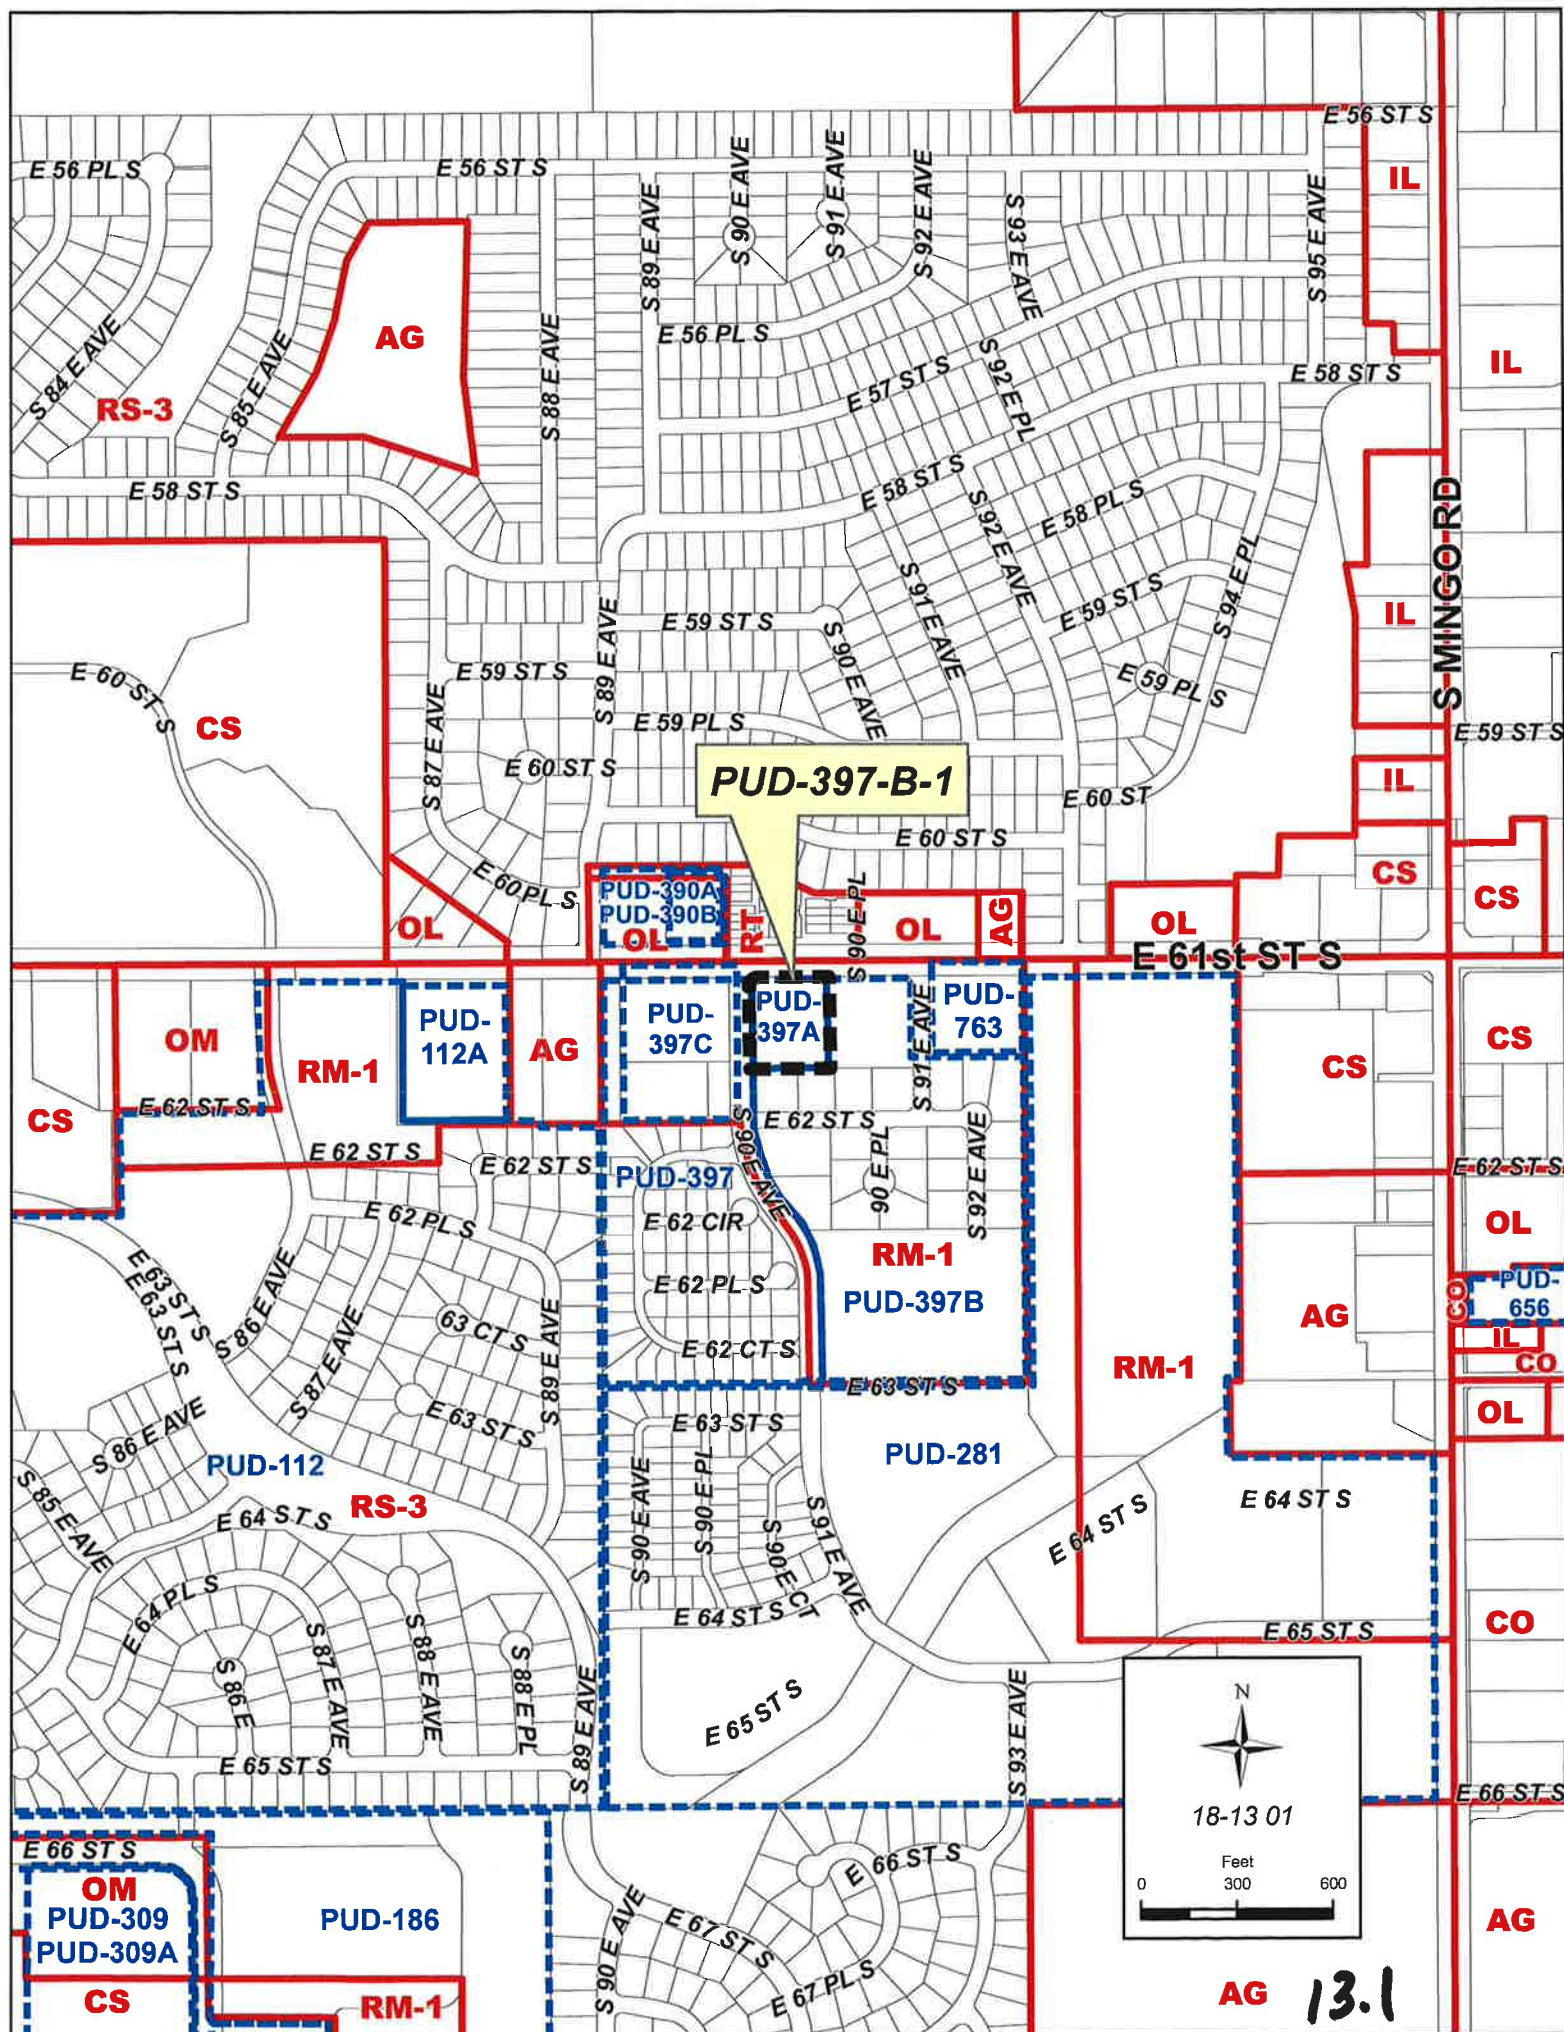 E 56 ST S
E 56 PL S
E 56 ST S
S 90 E AVE
S 91 E AVE
S 92 E AVE
S 89 E AVE
S 93 E AVE
S 95 E AVE
IL
AG
S 88 E AVE
E 56 PL S
S 84 E AVE
RS-3
S 85 E AVE
E 57 ST S
S 92 E PL
E 58 ST S
IL
E 58 ST S
E 58 ST S
S 92 E AVE
E 58 PL S
S MINGO RD
S 91 E AVE
E 59 ST S
S 94 E PL
IL
S 89 E AVE
E 59 ST S
S 90 E AVE
E 59 ST S
E 59 PL S
E 60 ST S
CS
S 87 E AVE
E 59 PL S
E 59 ST S
E 60 ST S
PUD-397-B-1
IL
E 60 ST
E 60 ST S
CS
CS
E 60 PL S
PUD-390A
PUD-390B
OL
RT
S 90 E PL
OL
AG
OL
OL
E 61st ST S
OM
RM-1
PUD-
112A
AG
PUD-
397C
PUD-
397A
S 91 E AVE
PUD-
763
CS
CS
CS
E 62 ST S
E 62 ST S
E 62 ST S
S 90 E AVE
E 62 ST S
90 E PL
S 92 E AVE
E 62 ST S
PUD-397
E 62 PL S
E 62 CIR
OL
RM-1
PUD-397B
E 63 ST S
E 63 ST S
S 86 E AVE
S 87 E AVE
63 CT S
S 89 E AVE
E 62 PL S
E 62 CT S
AG
CO
PUD-
656
IL
CO
RM-1
E 63 ST S
OL
S 86 E AVE
E 63 ST S
E 63 ST S
PUD-112
PUD-281
S 85 E AVE
RS-3
E 64 ST S
S 90 E AVE
S 90 E PL
S 90 E CT
S 91 E AVE
E 64 ST S
E 64 ST S
E 64 PL S
S 86 E
S 87 E AVE
S 88 E AVE
S 88 E PL
S 89 E AVE
E 64 ST S
E 65 ST S
CO
E 65 ST S
S 93 E AVE
E 65 ST S
E 66 ST S
N
18-13 01
Feet
0 300 600
E 66 ST S
OM
PUD-309
PUD-309A
PUD-186
S 90 E AVE
E 66 ST S
E 67 ST S
E 67 PL S
AG
CS
RM-1
AG
13.1